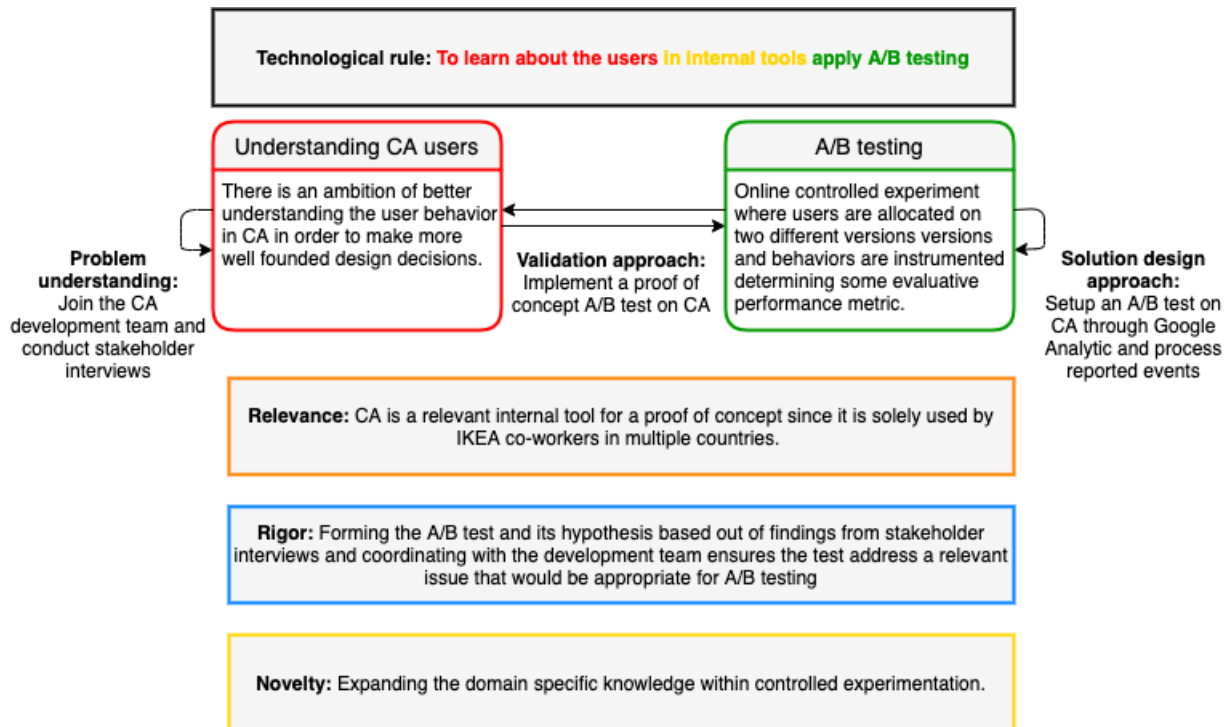 Technological rule: To learn about the users in internal tools apply A/B testing
Understanding CA users
There is an ambition of better
understanding the user behavior
in CA in order to make more
well founded design decisions.
A/B testing
Online controlled experiment
where users are allocated on
two different versions versions
and behaviors are instrumented
determining some evaluative
performance metric.
Problem
understanding:
Join the CA
development team and
conduct stakeholder
interviews
Validation approach:
Implement a proof of
concept A/B test on CA
Solution design
approach:
Setup an A/B test on
CA through Google
Analytic and process
reported events
Relevance: CA is a relevant internal tool for a proof of concept since it is solely used by
IKEA co-workers in multiple countries.
Rigor: Forming the A/B test and its hypothesis based out of findings from stakeholder
interviews and coordinating with the development team ensures the test address a relevant
issue that would be appropriate for A/B testing
Novelty: Expanding the domain specific knowledge within controlled experimentation.